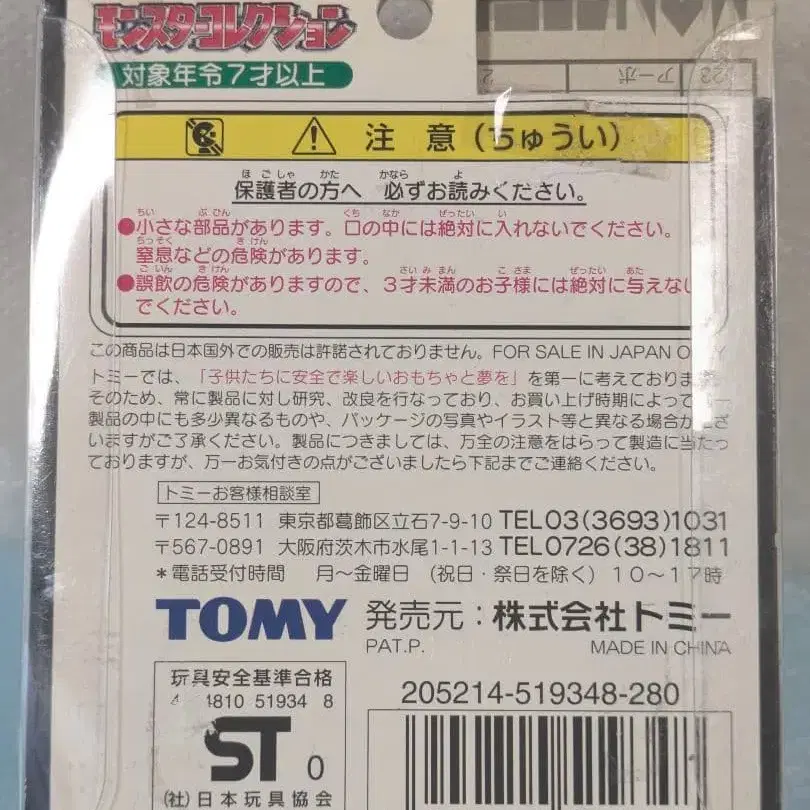 モンスターコレクション
対象年令7才以上
23 アーボ
注 意(ちゅうい)
保護者の方へ 必ずお読みください。
●小さな部品があります。口の中には絶対に入れないでください。
窒息などの危険があります。
●誤飲の危険がありますので、3才未満のお子様には絶対に与えない
でください。
この商品は日本国外での販売は許諾されておりません。FOR SALE IN JAPAN ONLY
トミーでは、「子供たちに安全で楽しいおもちゃと夢を」を第一に考えておりま
そのため、常に製品に対し研究、改良を行なっており、お買い上げ時期によって
製品の中にも多少異なるものや、パッケージの写真やイラスト等と異なる場合がござ
いますがご了承ください。製品につきましては、万全の注意をはらって製造に当たっ
ておりますが、万一お気付きの点がございましたら下記までご連絡ください。
トミーお客様相談室
〒124-8511 東京都葛飾区立石7-9-10 TEL03(3693)1031
〒567-0891 大阪府茨木市水尾1-1-13 TEL0726(38)1811
*電話受付時間 月~金曜日 (祝日・祭日を除く) 10~17時
TOMY 発売元:株式会社トミー
PAT.P. MADE IN CHINA
玩具安全基準合格
4 4810 51934 8
205214-519348-280
ST 0
(社)日本玩具協会